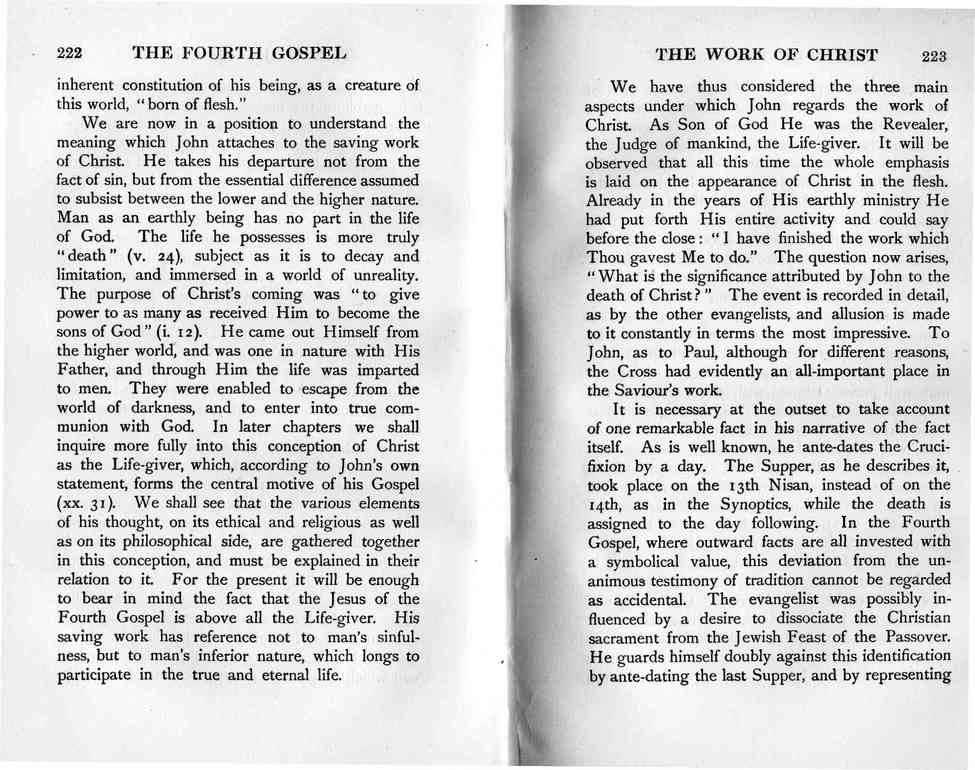 222 THE FOURTH GOSPEL
inherent constitution of his being, as a creature of
this world, “born of flesh.”
We are now in a position to understand the
meaning which John attaches to the saving work
of Christ. He takes his departure not from the
fact of sin, but from the essential difference assumed
to subsist between the lower and the higher nature.
Man as an earthly being has no part in the life
of God. The life he possesses is more truly
“death” (v. 24), subject as it is to decay and
limitation, and immersed in a world of unreality.
The purpose of Christ’s coming was “to give
power to as many as received Him to become the
sons of God” (i. 12). He came out Himself from
the higher world, and was one in nature with His
Father, and through Him the life was imparted
to men. They were enabled to escape from the
world of darkness, and to enter into true com-
munion with God. In later chapters we shall
inquire more fully into this conception of Christ
as the Life-giver, which, according to John’s own
statement, forms the central motive of his Gospel
(xx. 31). We shall see that the various elements
of his thought, on its ethical and religious as well
as on its philosophical side, are gathered together
in this conception, and must be explained in their
relation to it. For the present it will be enough
to bear in mind the fact that the Jesus of the
Fourth Gospel is above all the Life-giver. His
saving work has reference not to man’s sinful-
ness, but to man’s inferior nature, which longs to
participate in the true and eternal life.
THE WORK OF CHRIST 223
We have thus considered the three main
aspects under which John regards the work of
Christ. As Son of God He was the Revealer,
the Judge of mankind, the Life-giver. It will be
observed that all this time the whole emphasis
is laid on the appearance of Christ in the flesh.
Already in the years of His earthly ministry He
had put forth His entire activity and could say
before the close: “I have finished the work which
Thou gavest Me to do.” The question now arises,
“What is the significance attributed by John to the
death of Christ?” The event is recorded in detail,
as by the other evangelists, and allusion is made
to it constantly in terms the most impressive. To
John, as to Paul, although for different reasons,
the Cross had evidently an all-important place in
the Saviour’s work.
It is necessary at the outset to take account
of one remarkable fact in his narrative of the fact
itself. As is well known, he ante-dates the Cruci-
fixion by a day. The Supper, as he describes it,
took place on the 13th Nisan, instead of on the
14th, as in the Synoptics, while the death is
assigned to the day following. In the Fourth
Gospel, where outward facts are all invested with
a symbolical value, this deviation from the un-
animous testimony of tradition cannot be regarded
as accidental. The evangelist was possibly in-
fluenced by a desire to dissociate the Christian
sacrament from the Jewish Feast of the Passover.
He guards himself doubly against this identification
by ante-dating the last Supper, and by representing